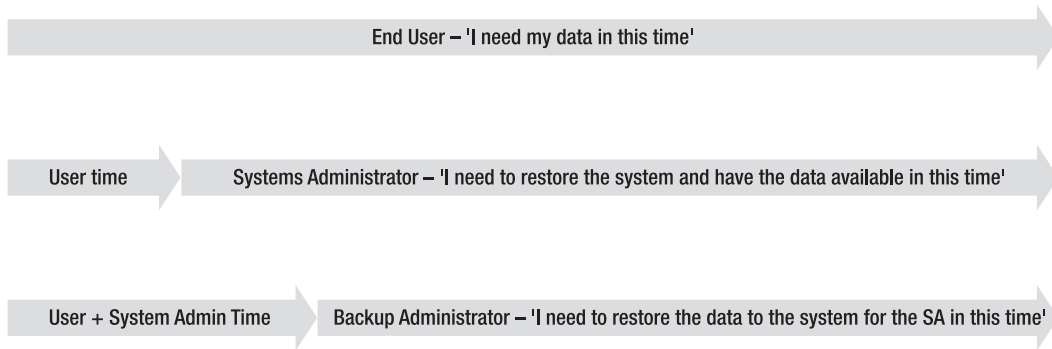 End User – 'I need my data in this time'
User time
Systems Administrator – 'I need to restore the system and have the data available in this time'
User + System Admin Time
Backup Administrator – 'I need to restore the data to the system for the SA in this time'